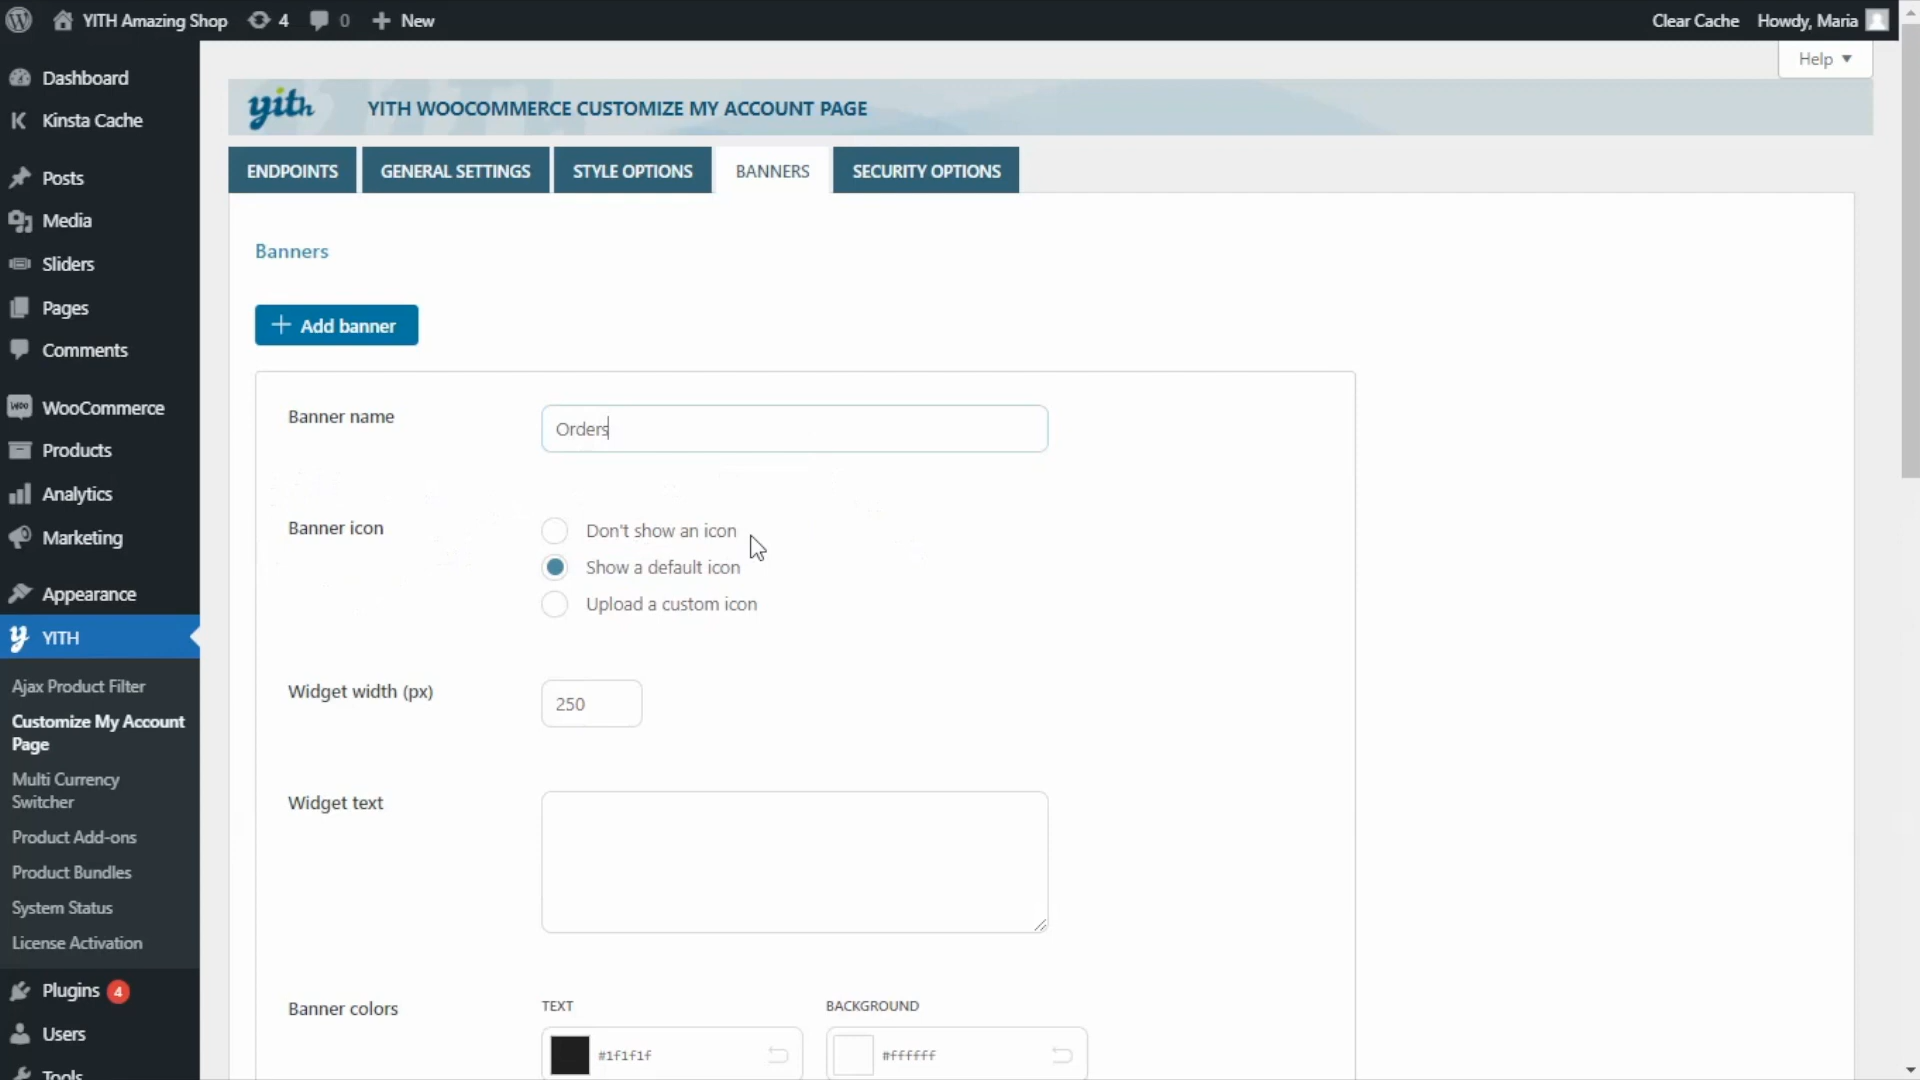 YITH Amazing Shop
4
0
New
Clear Cache
Howdy, Maria
Help
Dashboard
Kinsta Cache
Posts
Media
Sliders
Pages
Comments
WooCommerce
Products
Analytics
Marketing
Appearance
YITH
Ajax Product Filter
Customize My Account
Page
Multi Currency
Switcher
Product Add-ons
Product Bundles
System Status
License Activation
Plugins 4
Users
Tools
yith
YITH WOOCOMMERCE CUSTOMIZE MY ACCOUNT PAGE
ENDPOINTS
GENERAL SETTINGS
STYLE OPTIONS
BANNERS
SECURITY OPTIONS
Banners
Add banner
Banner name
Orders
Banner icon
Don't show an icon
Show a default icon
Upload a custom icon
Widget width (px)
250
Widget text
Banner colors
TEXT
BACKGROUND
#1f1f1f
#ffffff